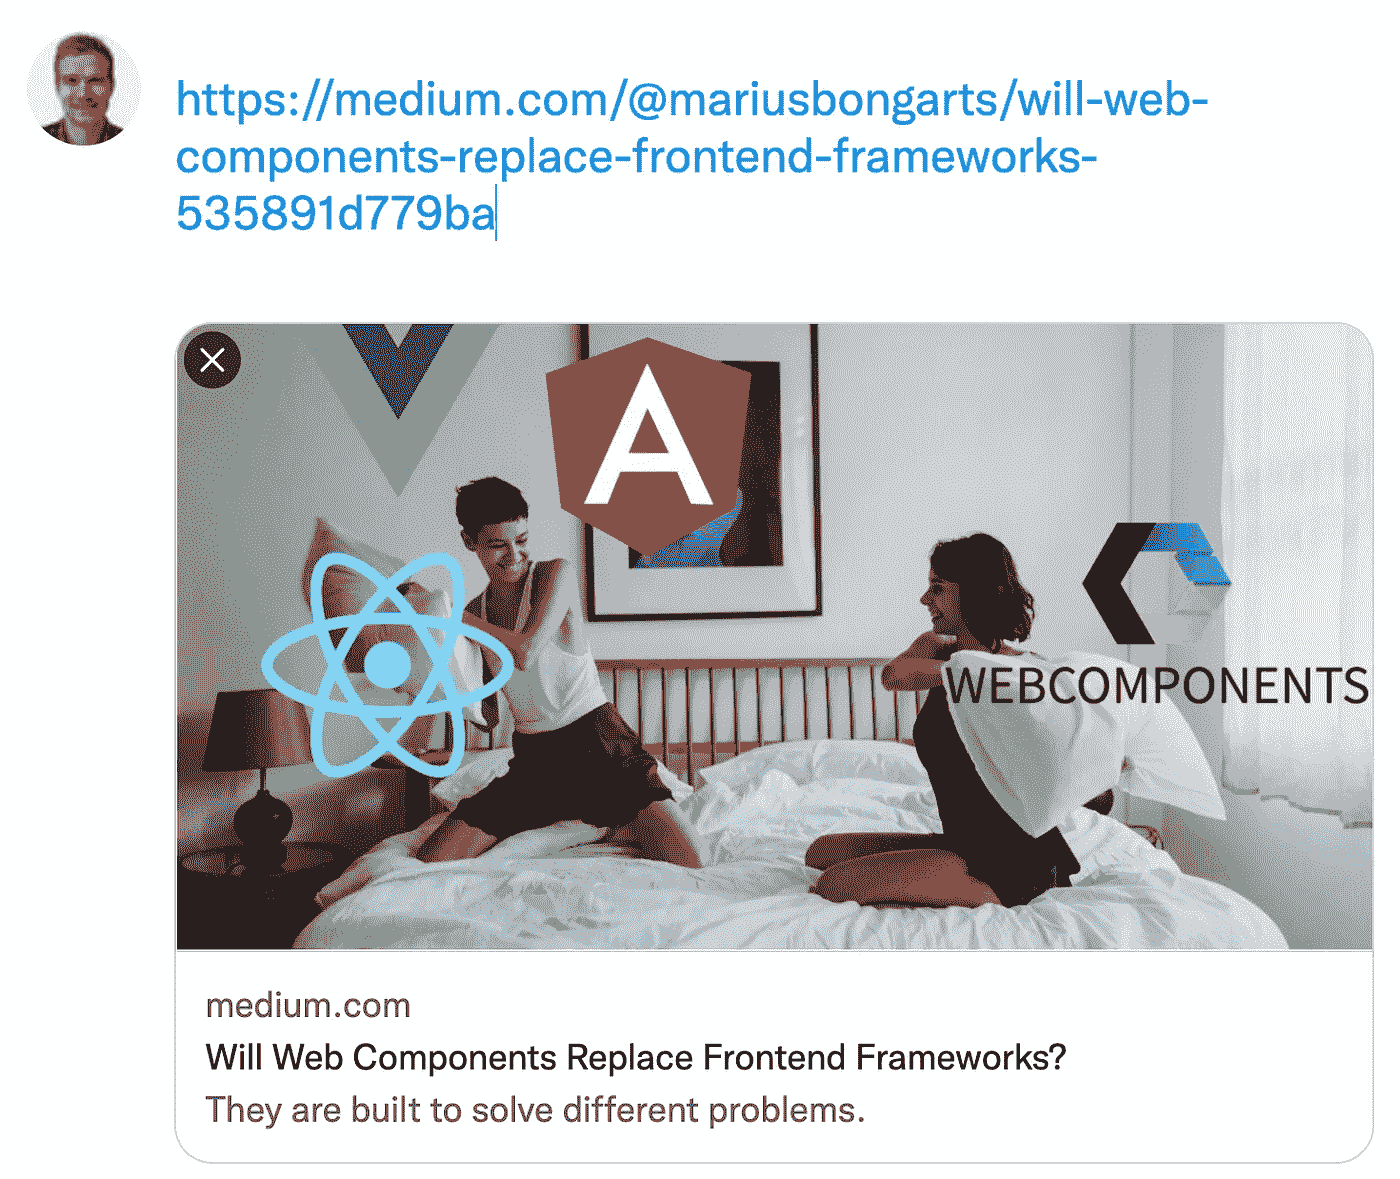 https://medium.com/@mariusbongarts/will-web-
components-replace-frontend-frameworks-
535891d779ba
A
WEBCOMPONENTS
medium.com
Will Web Components Replace Frontend Frameworks?
They are built to solve different problems.